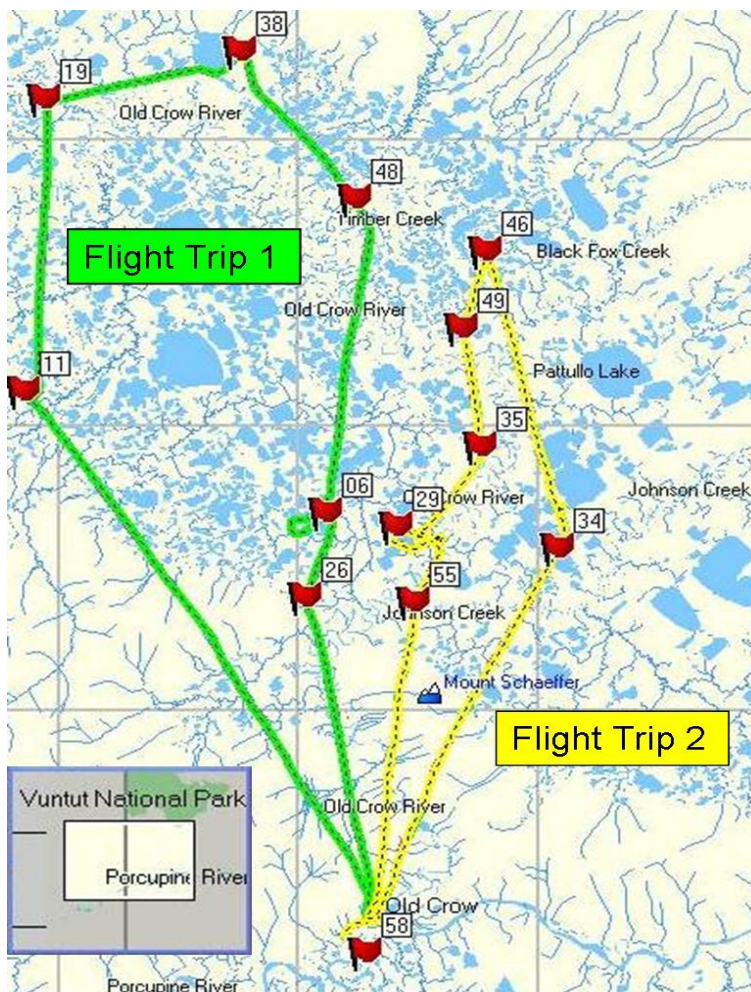 38
19
Old Crow River
48
Timber Creek
46
Flight Trip 1
Black Fox Creek
49
Old Crow River
11
Pattullo Lake
35
06
29
Old Crow River
Johnson Creek
34
26
55
Johnson Creek
Mount Schaeffer
Flight Trip 2
Vuntut National Park
Old Crow River
Porcupine River
Old Crow
58
Porcupine River